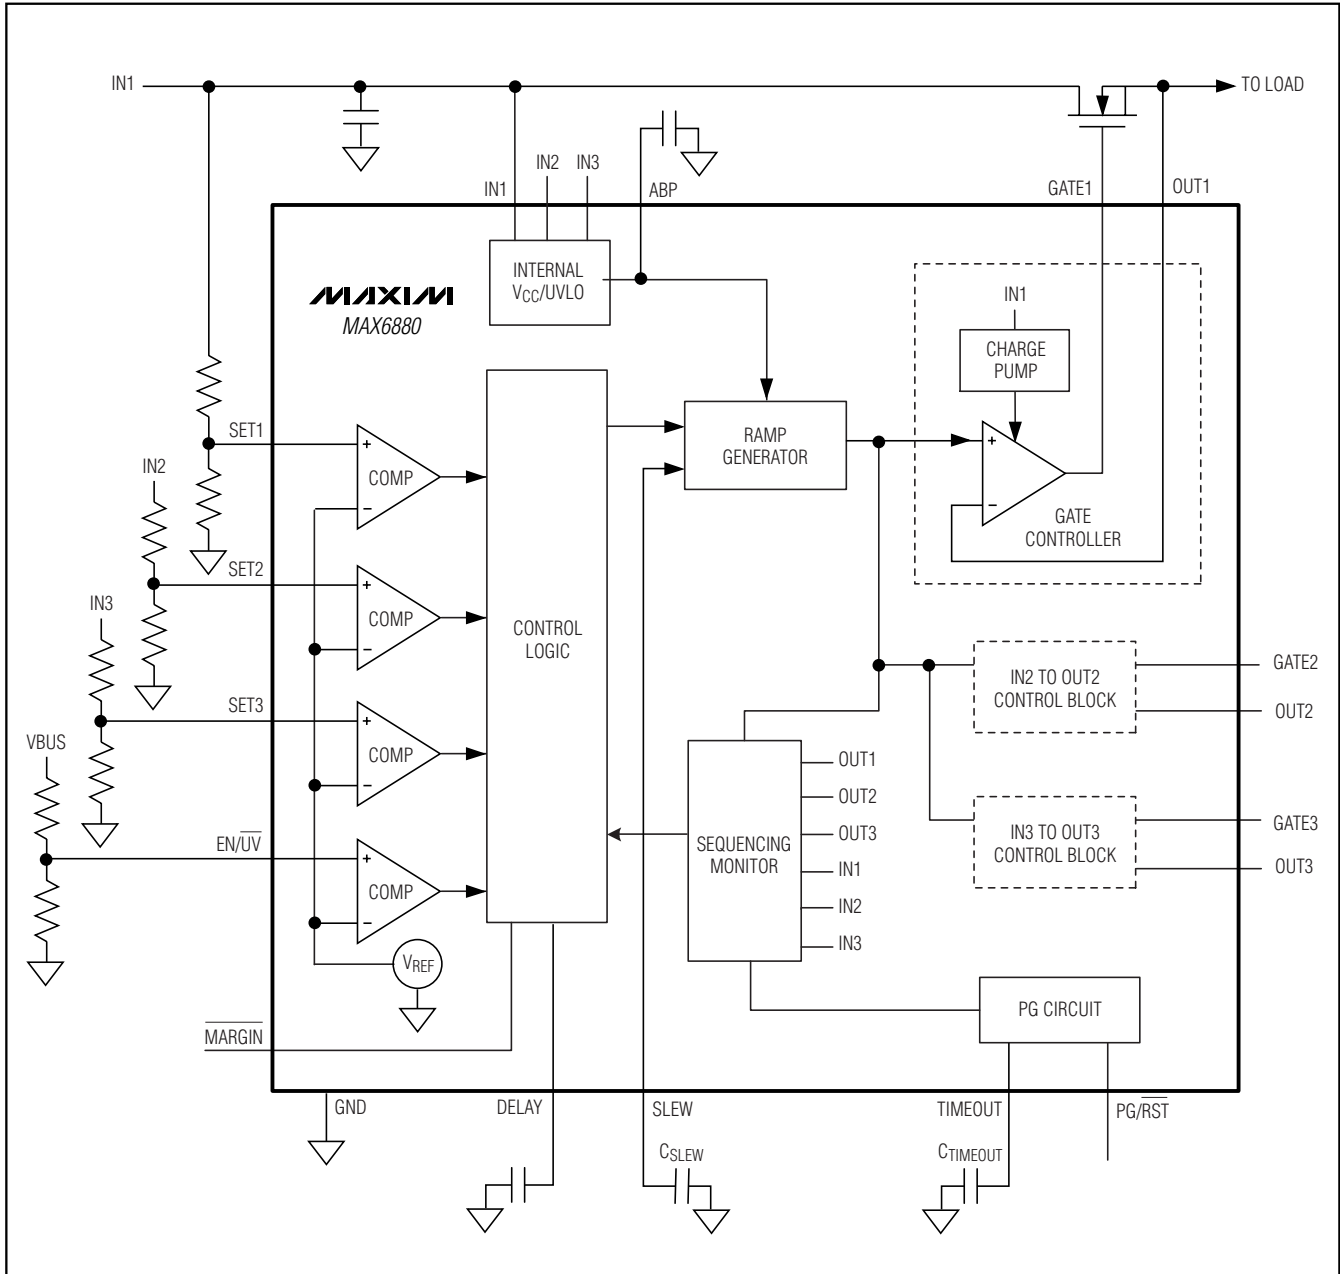 IN1
TO LOAD
IN2
IN3
IN1
ABP
GATE1
OUT1
MAXIM
MAX6880
INTERNAL
VCC/UVLO
IN1
CHARGE
PUMP
RAMP
GENERATOR
+
−
GATE
CONTROLLER
SET1
+
COMP
−
IN2
SET2
+
COMP
−
CONTROL
LOGIC
IN3
SET3
+
COMP
−
VBUS
EN/UV
+
COMP
−
VREF
IN2 TO OUT2
CONTROL BLOCK
GATE2
OUT2
SEQUENCING
MONITOR
OUT1
OUT2
OUT3
IN1
IN2
IN3
IN3 TO OUT3
CONTROL BLOCK
GATE3
OUT3
PG CIRCUIT
MARGIN
GND
DELAY
SLEW
TIMEOUT
PG/RST
CSLEW
CTIMEOUT